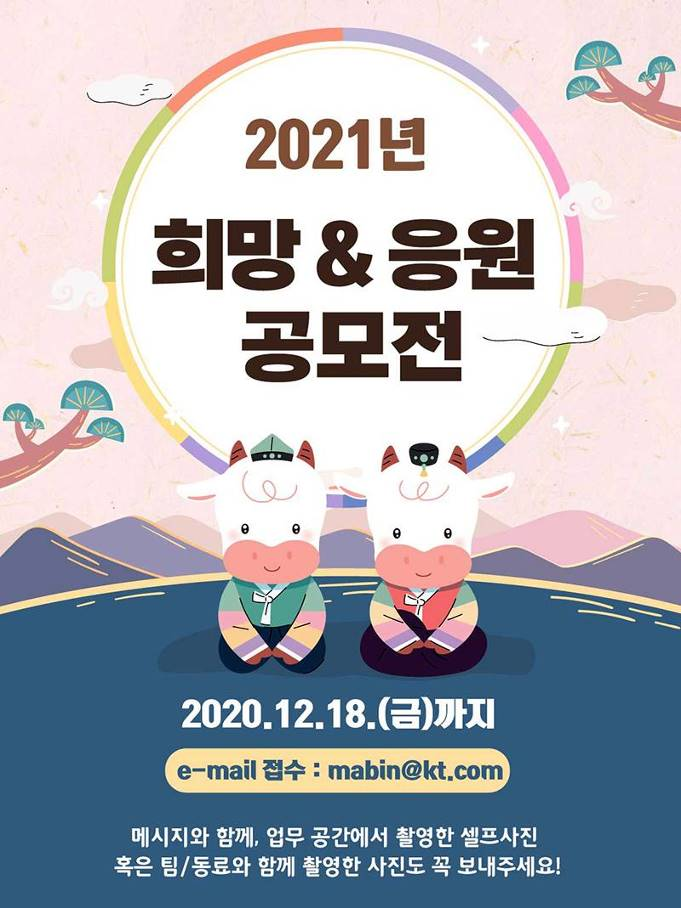 2021년
희망 & 응원
공모전
2020.12.18.(금)까지
e-mail 접수 : mabin@kt.com
메시지와 함께, 업무 공간에서 촬영한 셀프사진
혹은 팀/동료와 함께 촬영한 사진도 꼭 보내주세요!